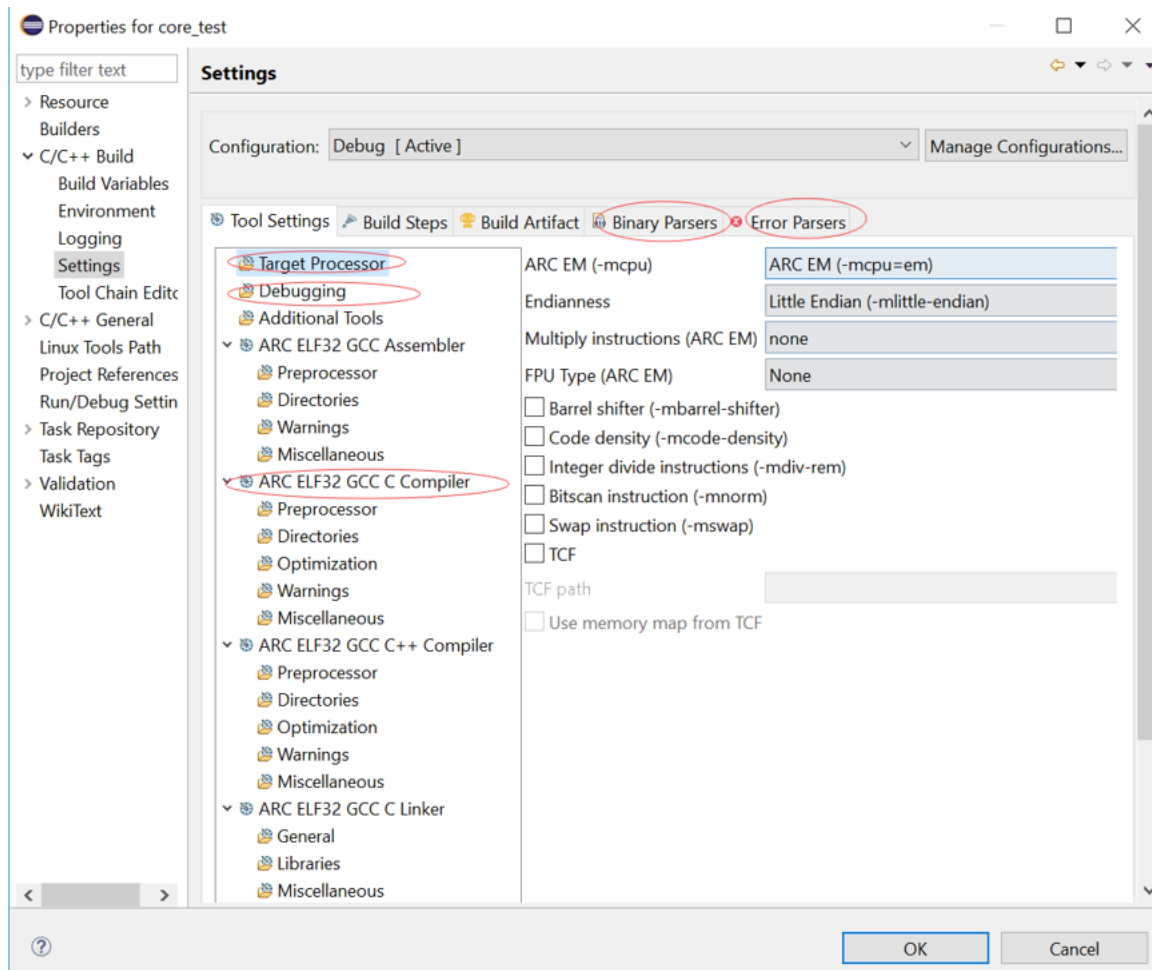 Properties for core_test
type filter text
Settings
Resource
Builders
C/C++ Build
Build Variables
Environment
Logging
Settings
Tool Chain Editc
C/C++ General
Linux Tools Path
Project References
Run/Debug Settin
Task Repository
Task Tags
Validation
WikiText
Configuration: Debug [ Active ] Manage Configurations...
Tool Settings Build Steps Build Artifact Binary Parsers Error Parsers
Target Processor
Debugging
Additional Tools
ARC ELF32 GCC Assembler
Preprocessor
Directories
Warnings
Miscellaneous
ARC ELF32 GCC C Compiler
Preprocessor
Directories
Optimization
Warnings
Miscellaneous
ARC ELF32 GCC C++ Compiler
Preprocessor
Directories
Optimization
Warnings
Miscellaneous
ARC ELF32 GCC C Linker
General
Libraries
Miscellaneous
ARC EM (-mcpu) ARC EM (-mcpu=em)
Endianness Little Endian (-mlittle-endian)
Multiply instructions (ARC EM) none
FPU Type (ARC EM) None
Barrel shifter (-mbarrel-shifter)
Code density (-mcode-density)
Integer divide instructions (-mdiv-rem)
Bitscan instruction (-mnorm)
Swap instruction (-mswap)
TCF
TCF path
Use memory map from TCF
OK Cancel